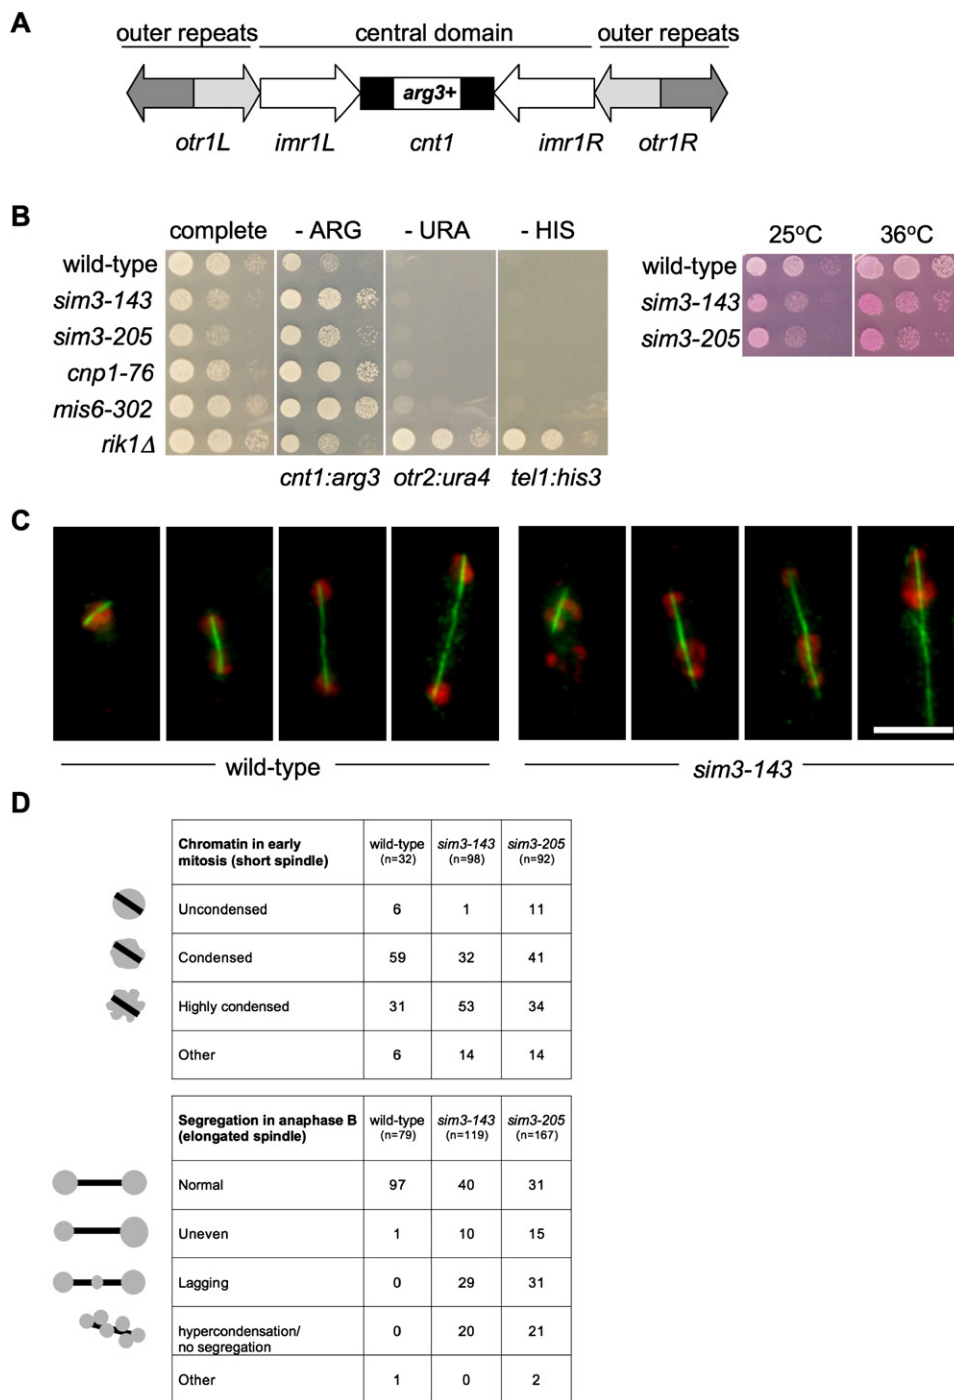 A
outer repeats central domain outer repeats
arg3+
otr1L imr1L cnt1 imr1R otr1R
B
complete - ARG - URA - HIS
wild-type
sim3-143
sim3-205
cnp1-76
mis6-302
rik1Δ
cnt1:arg3 otr2:ura4 tel1:his3
25°C 36°C
wild-type
sim3-143
sim3-205
C
wild-type sim3-143
D
Chromatin in early mitosis (short spindle) wild-type (n=32) sim3-143 (n=98) sim3-205 (n=92)
Uncondensed 6 1 11
Condensed 59 32 41
Highly condensed 31 53 34
Other 6 14 14
Segregation in anaphase B (elongated spindle) wild-type (n=79) sim3-143 (n=119) sim3-205 (n=167)
Normal 97 40 31
Uneven 1 10 15
Lagging 0 29 31
hypercondensation/ no segregation 0 20 21
Other 1 0 2